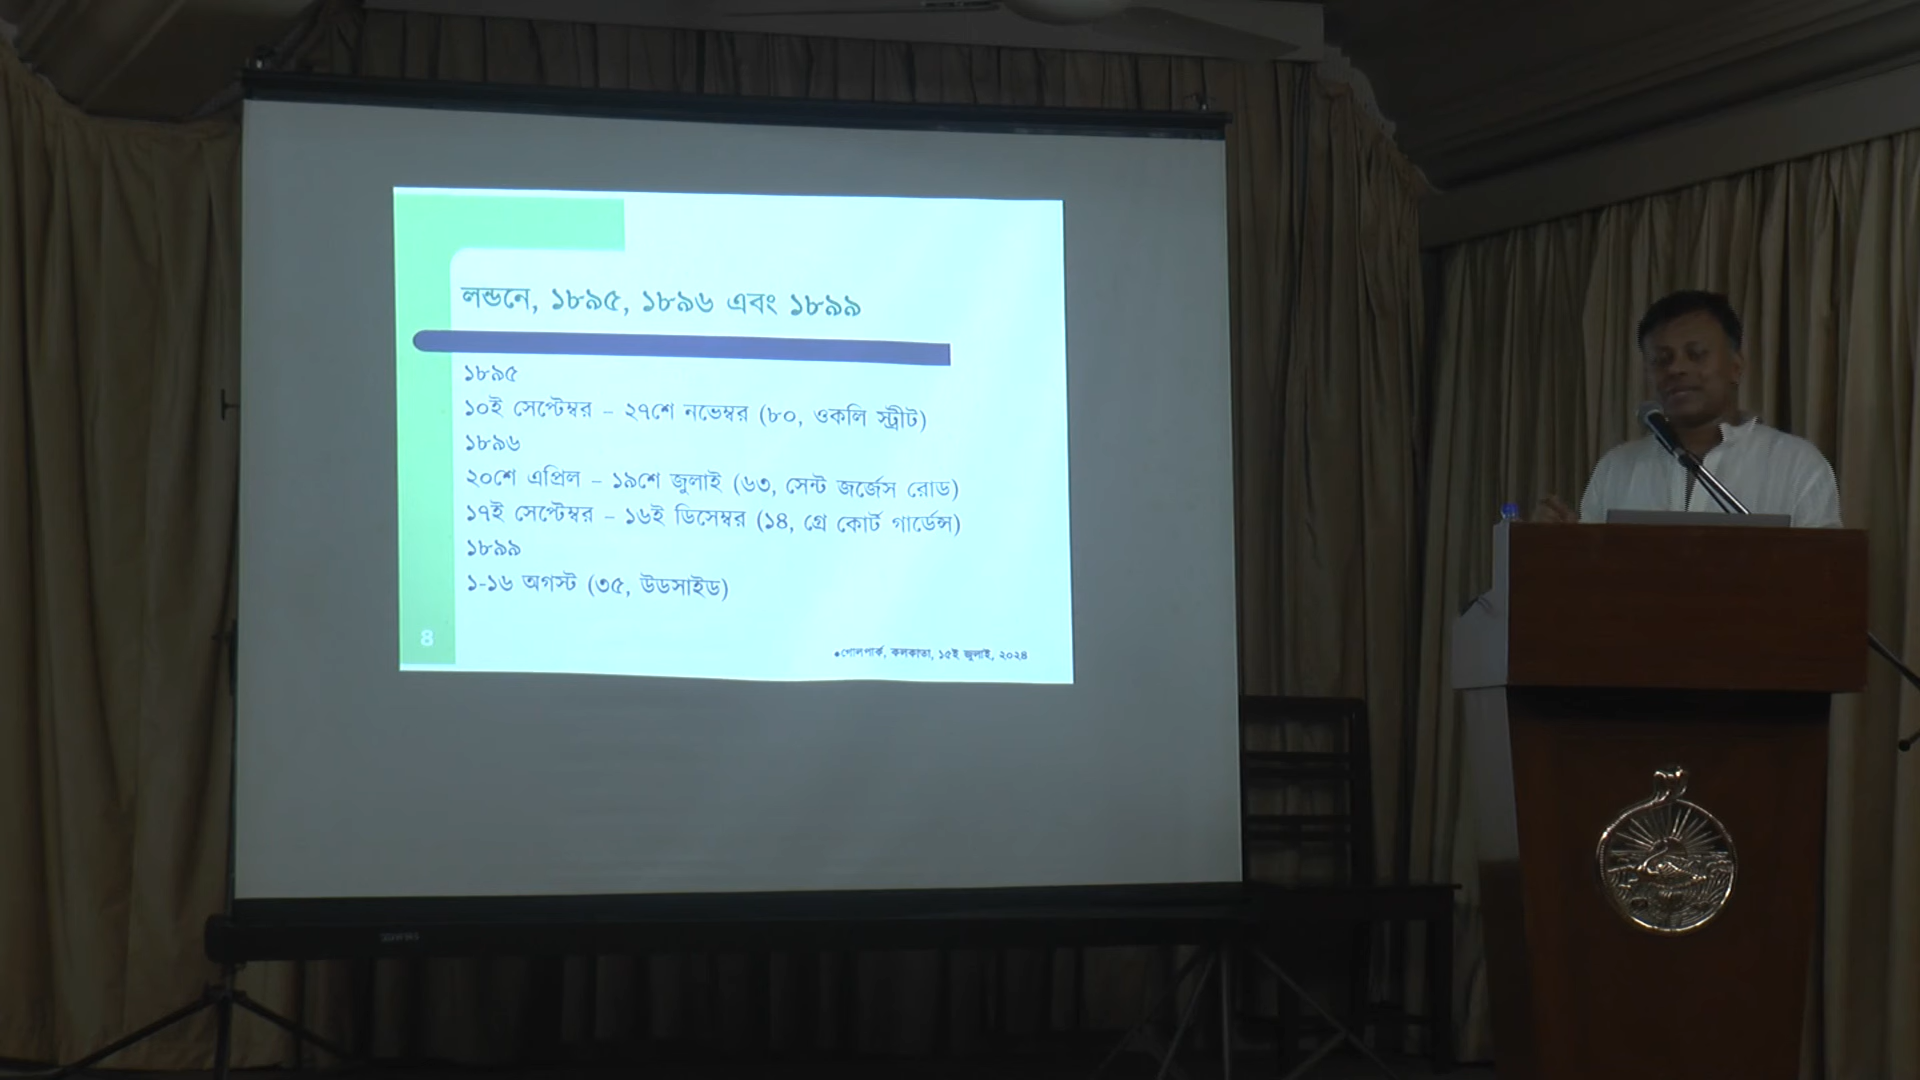 লন্ডনে, ১৮৯৫, ১৮৯৬ এবং ১৮৯৯
১৮৯৫
১০ই সেপ্টেম্বর – ২৭শে নভেম্বর (৮০, ওকলি স্ট্রীট)
১৮৯৬
২০শে এপ্রিল – ১৯শে জুলাই (৬৩, সেন্ট জর্জেস রোড)
১৭ই সেপ্টেম্বর – ১৬ই ডিসেম্বর (১৪, গ্রে কোর্ট গার্ডেন্স)
১৮৯৯
১-১৬ অগস্ট (৩৫, উডসাইড)
8
●গোলপার্ক, কলকাতা, ১৫ই জুলাই, ২০২৪